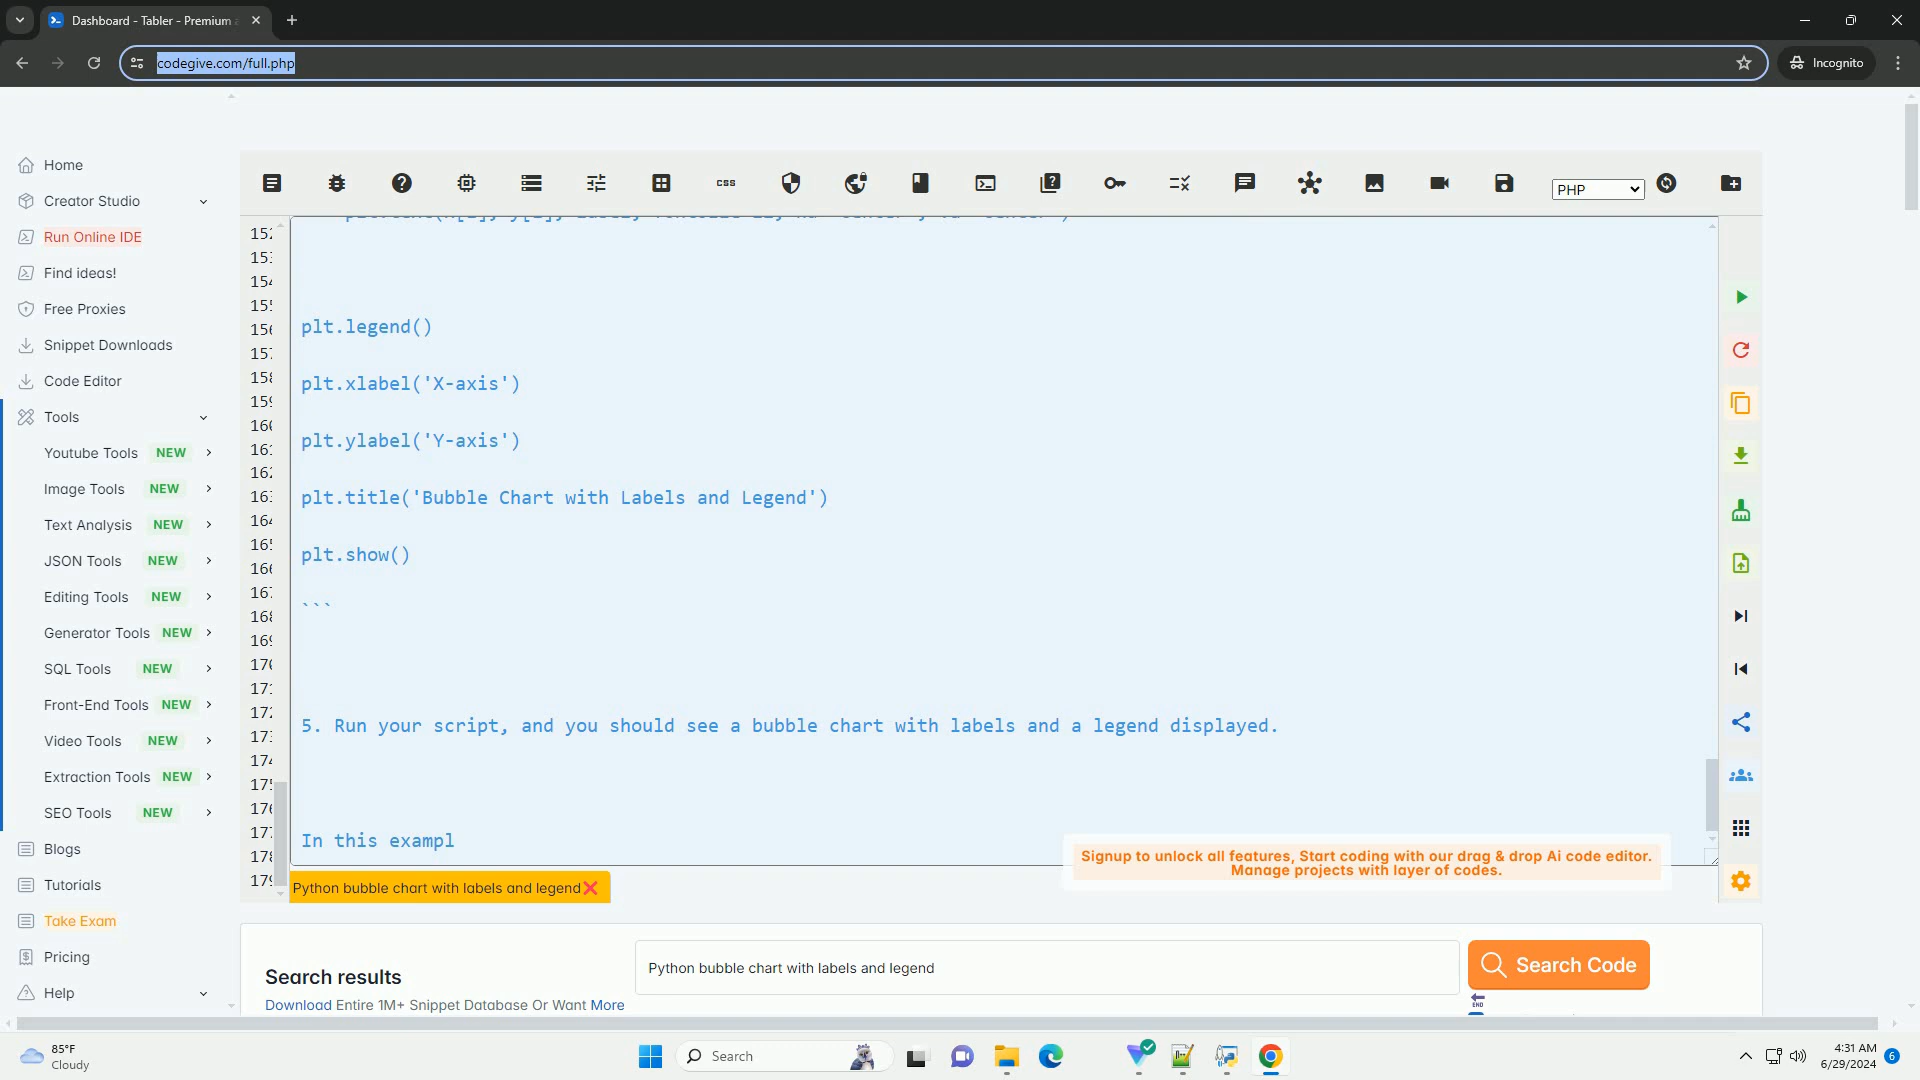 Dashboard - Tabler - Premium
codegive.com/full.php
Incognito
Home
Creator Studio
Run Online IDE
Find ideas!
Free Proxies
Snippet Downloads
Code Editor
Tools
Youtube Tools NEW
Image Tools NEW
Text Analysis NEW
JSON Tools NEW
Editing Tools NEW
Generator Tools NEW
SQL Tools NEW
Front-End Tools NEW
Video Tools NEW
Extraction Tools NEW
SEO Tools NEW
Blogs
Tutorials
Take Exam
Pricing
Help
css
PHP
plt.legend()
plt.xlabel('X-axis')
plt.ylabel('Y-axis')
plt.title('Bubble Chart with Labels and Legend')
plt.show()
```
5. Run your script, and you should see a bubble chart with labels and a legend displayed.
In this exampl
Signup to unlock all features, Start coding with our drag & drop Ai code editor.
Manage projects with layer of codes.
Python bubble chart with labels and legend
Search results
Download Entire 1M+ Snippet Database Or Want More
Python bubble chart with labels and legend
Search Code
END
85°F
Cloudy
Search
4:31 AM
6/29/2024
6